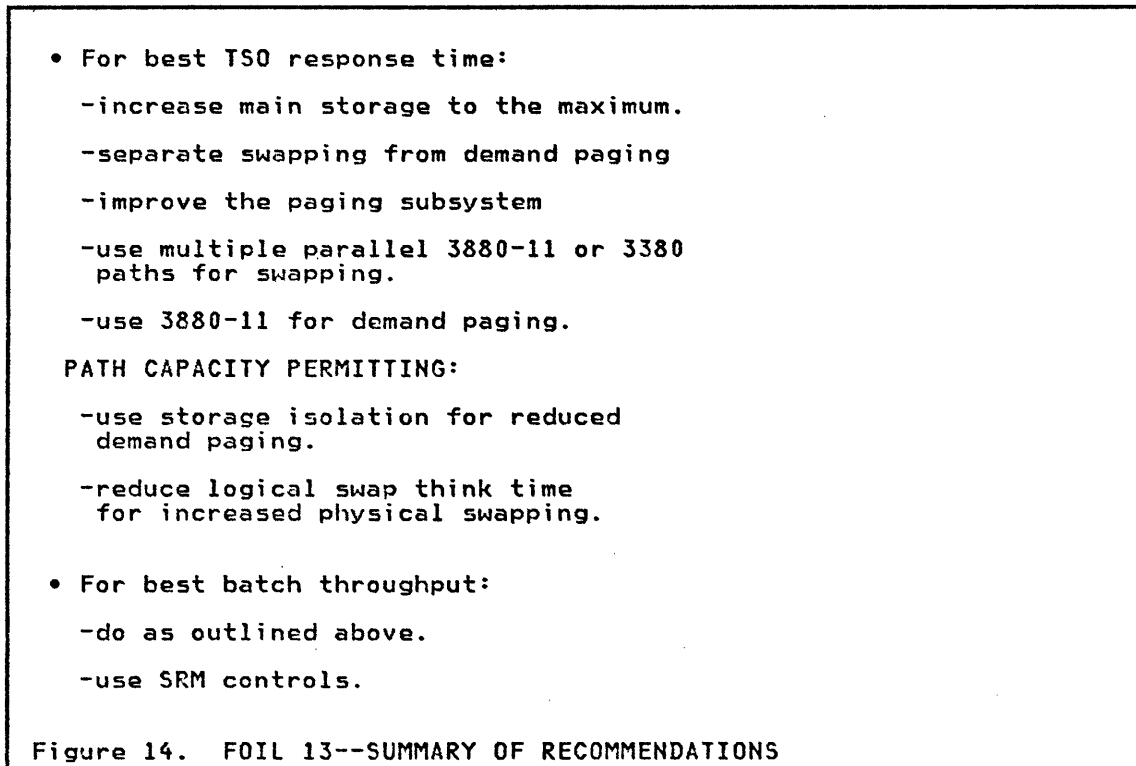 • For best TSO response time:
-increase main storage to the maximum.
-separate swapping from demand paging
-improve the paging subsystem
-use multiple parallel 3880-11 or 3380
paths for swapping.
-use 3880-11 for demand paging.
PATH CAPACITY PERMITTING:
-use storage isolation for reduced
demand paging.
-reduce logical swap think time
for increased physical swapping.
• For best batch throughput:
-do as outlined above.
-use SRM controls.
Figure 14. FOIL 13--SUMMARY OF RECOMMENDATIONS